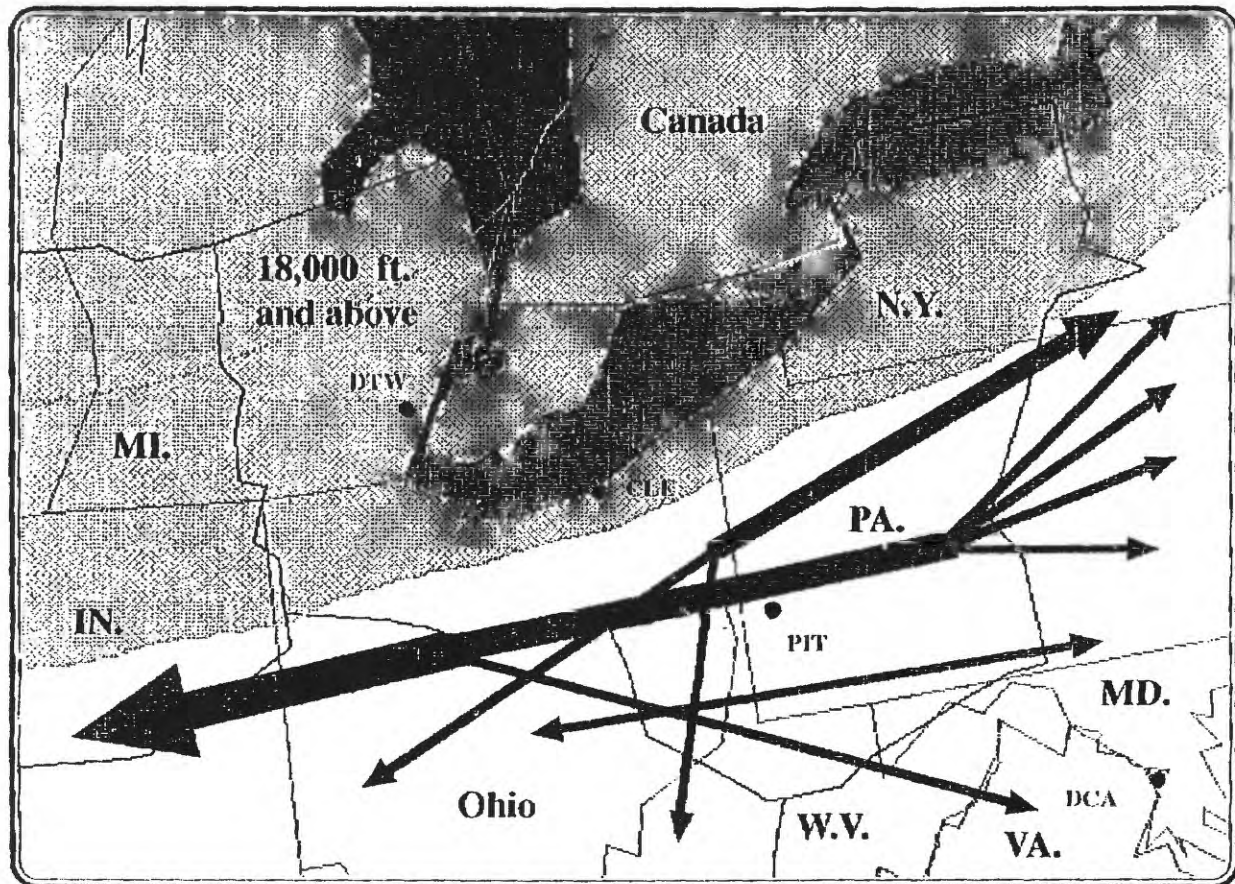 Canada
18,000 ft.
and above
N.Y.
DTW
MI.
CLE
PA.
IN.
PIT
MD.
Ohio
DCA
W.V.
VA.